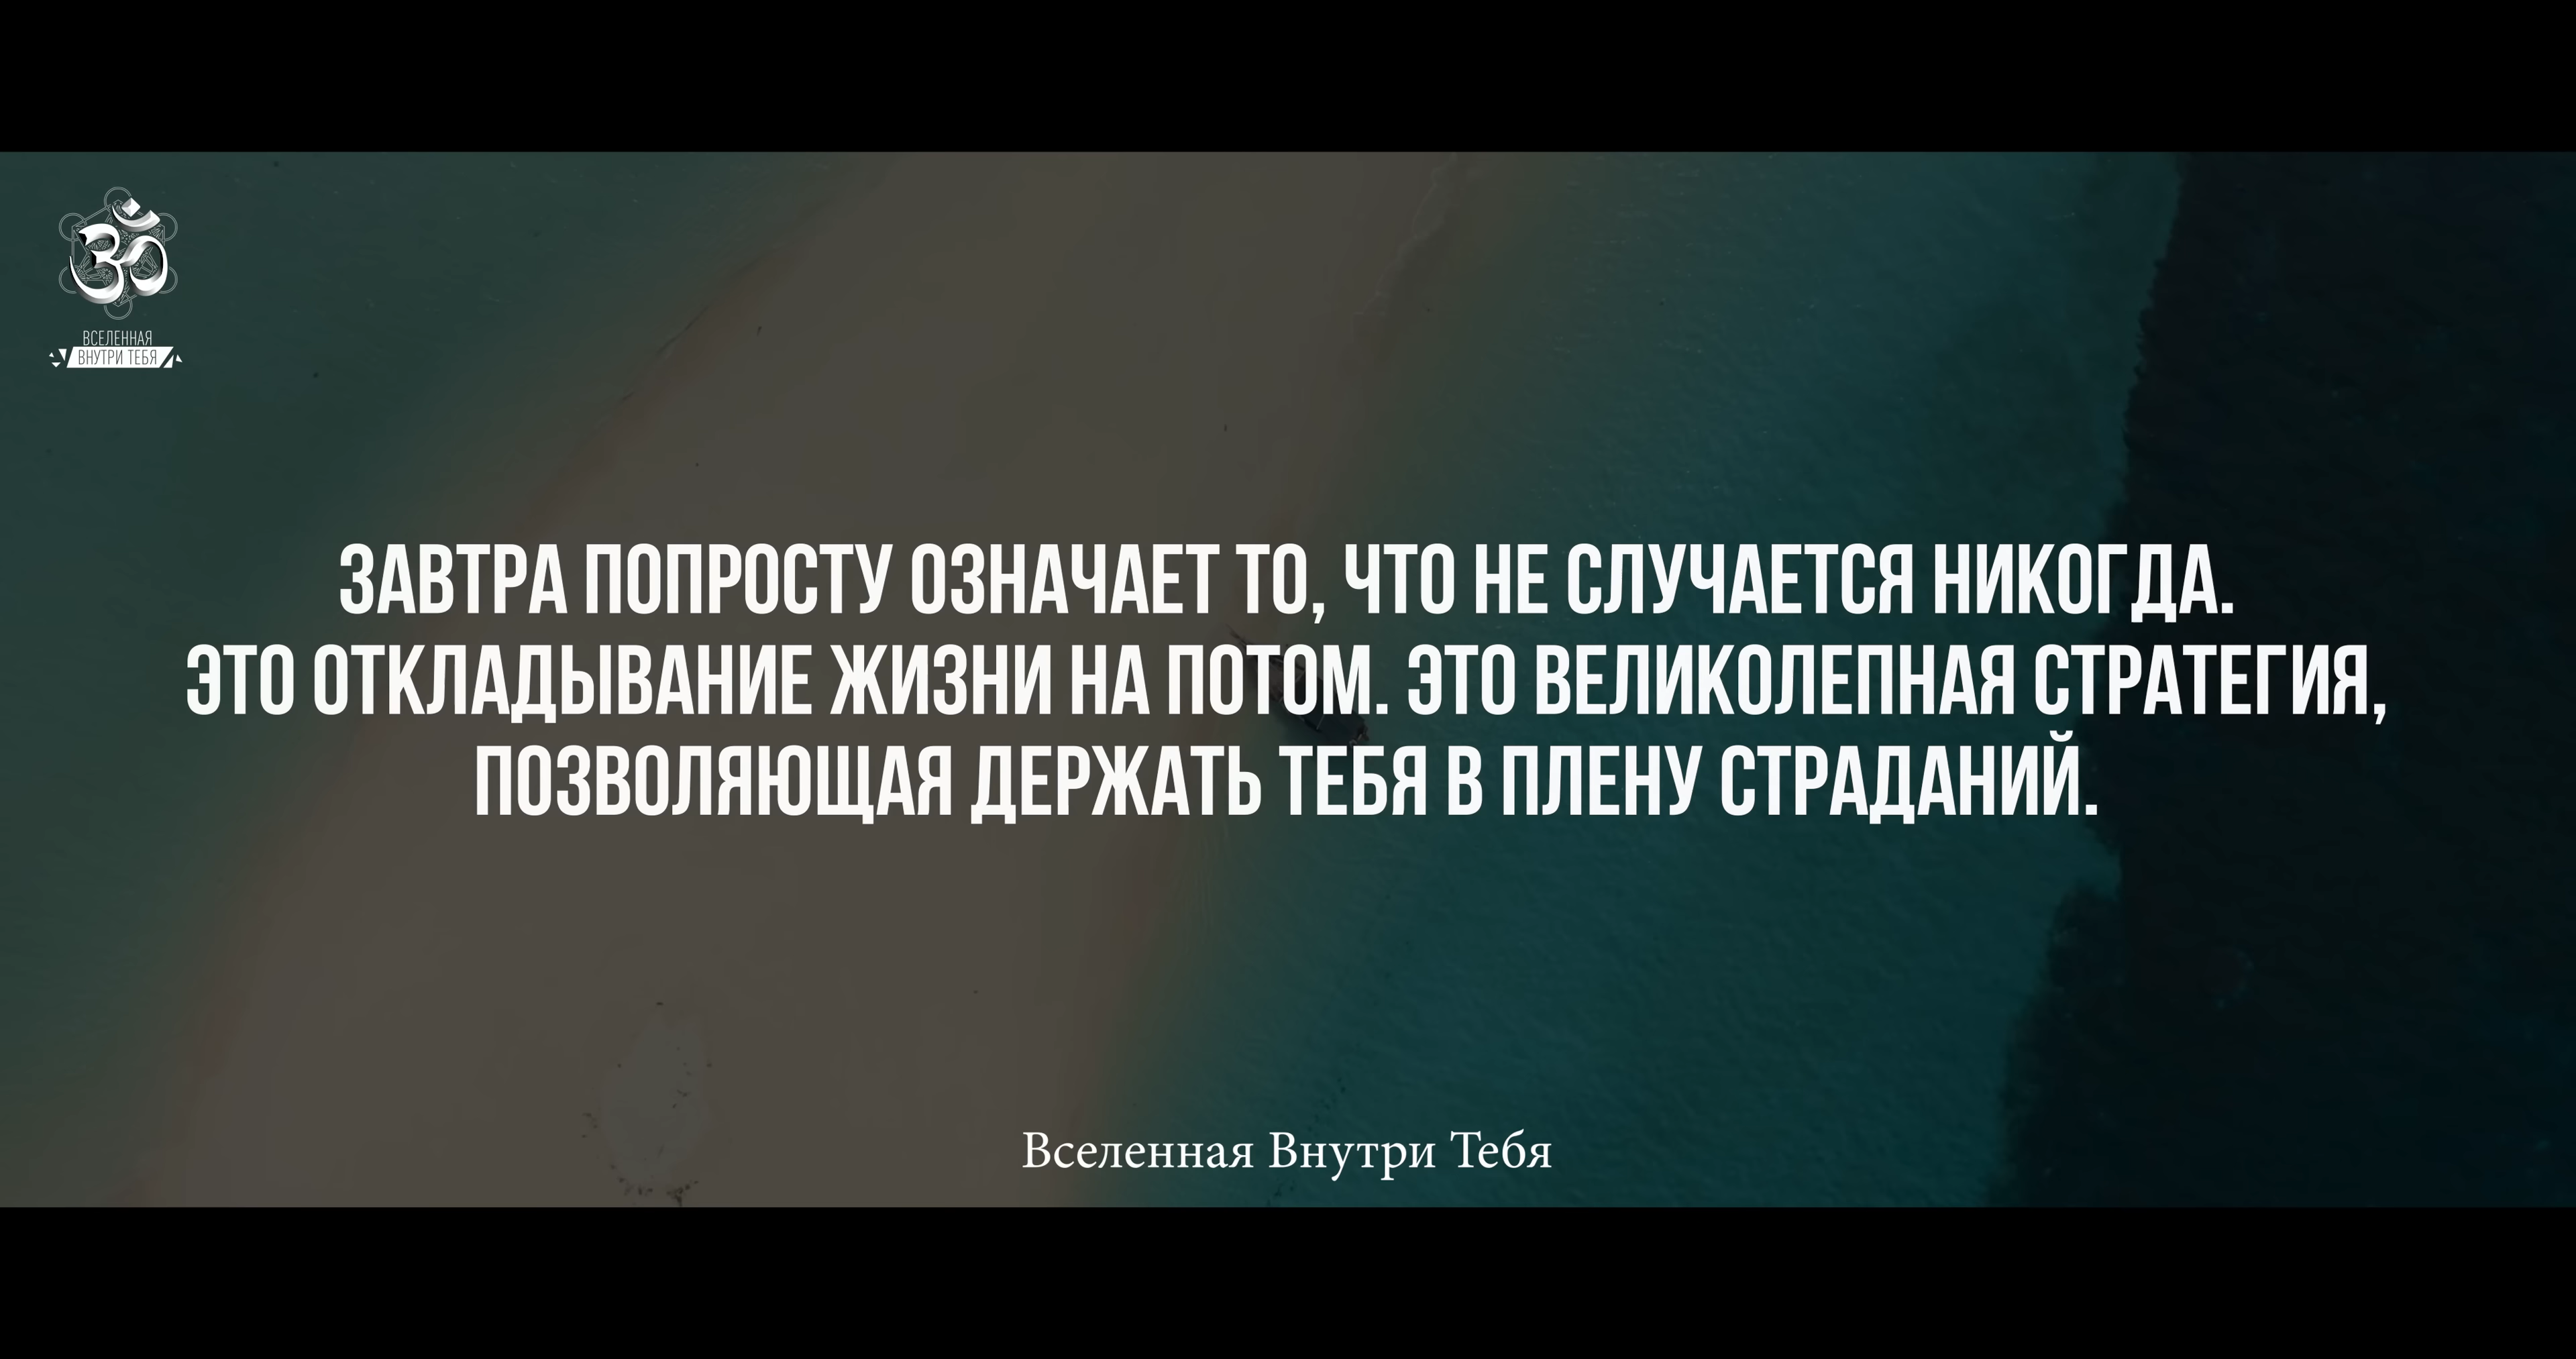 ॐ
ВСЕЛЕННАЯ
ВНУТРИ ТЕБЯ
ЗАВТРА ПОПРОСТУ ОЗНАЧАЕТ ТО, ЧТО НЕ СЛУЧАЕТСЯ НИКОГДА.
ЭТО ОТКЛАДЫВАНИЕ ЖИЗНИ НА ПОТОМ. ЭТО ВЕЛИКОЛЕПНАЯ СТРАТЕГИЯ,
ПОЗВОЛЯЮЩАЯ ДЕРЖАТЬ ТЕБЯ В ПЛЕНУ СТРАДАНИЙ.
Вселенная Внутри Тебя